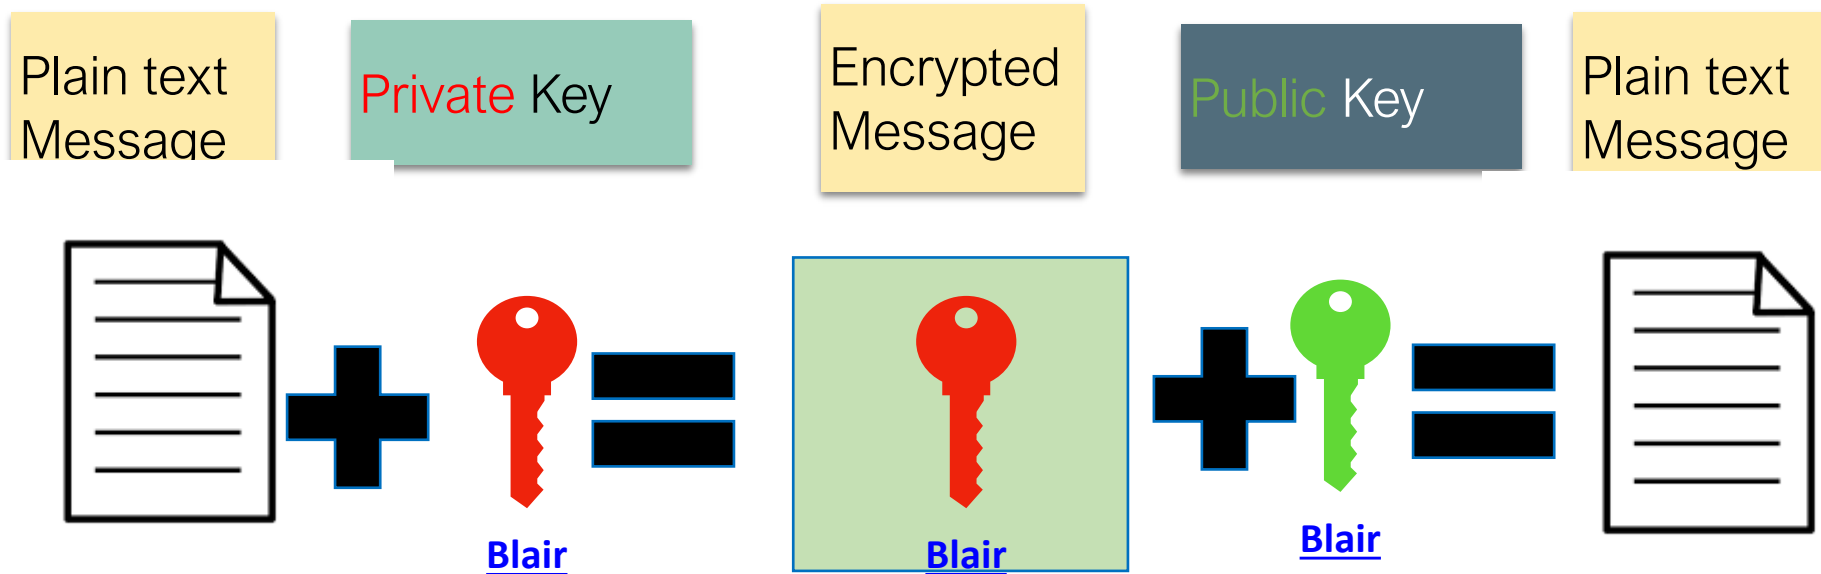 Plain text
Message
Private Key
Encrypted
Message
Public Key
Plain text
Message
Blair
Blair
Blair